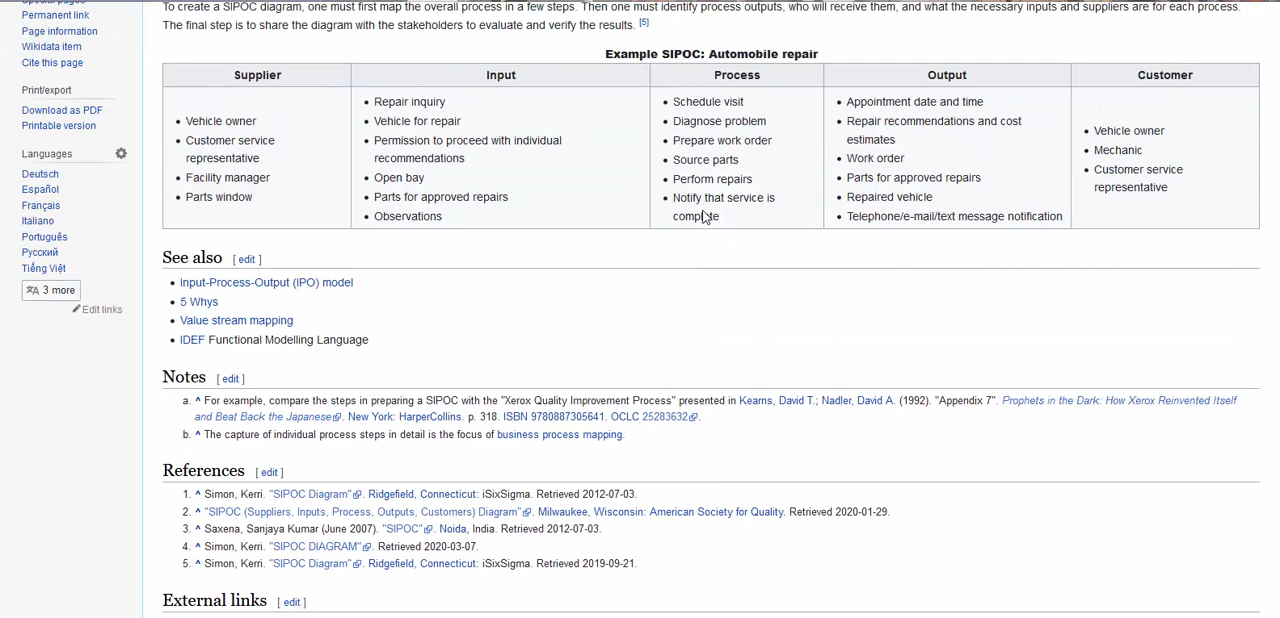 Special pages
Permanent link
Page information
Wikidata item
Cite this page
Print/export
Download as PDF
Printable version
Languages
Deutsch
Español
Français
Italiano
Português
Русский
Tiếng Việt
3 more
Edit links
To create a SIPOC diagram, one must first map the overall process in a few steps. Then one must identify process outputs, who will receive them, and what the necessary inputs and suppliers are for each process.
The final step is to share the diagram with the stakeholders to evaluate and verify the results. [5]
Example SIPOC: Automobile repair
Supplier
• Vehicle owner
• Customer service
representative
• Facility manager
• Parts window
Input
• Repair inquiry
• Vehicle for repair
• Permission to proceed with individual
recommendations
• Open bay
• Parts for approved repairs
• Observations
Process
• Schedule visit
• Diagnose problem
• Prepare work order
• Source parts
• Perform repairs
• Notify that service is
complete
Output
• Appointment date and time
• Repair recommendations and cost
estimates
• Work order
• Parts for approved repairs
• Repaired vehicle
• Telephone/e-mail/text message notification
Customer
• Vehicle owner
• Mechanic
• Customer service
representative
See also [ edit ]
• Input-Process-Output (IPO) model
• 5 Whys
• Value stream mapping
• IDEF Functional Modelling Language
Notes [ edit ]
a. ^ For example, compare the steps in preparing a SIPOC with the "Xerox Quality Improvement Process" presented in Kearns, David T.; Nadler, David A. (1992). "Appendix 7". Prophets in the Dark: How Xerox Reinvented Itself
and Beat Back the Japanese. New York: HarperCollins. p. 318. ISBN 9780887305641. OCLC 25283632.
b. ^ The capture of individual process steps in detail is the focus of business process mapping.
References [ edit ]
1. ^ Simon, Kerri. "SIPOC Diagram". Ridgefield, Connecticut: iSixSigma. Retrieved 2012-07-03.
2. ^ "SIPOC (Suppliers, Inputs, Process, Outputs, Customers) Diagram". Milwaukee, Wisconsin: American Society for Quality. Retrieved 2020-01-29.
3. ^ Saxena, Sanjaya Kumar (June 2007). "SIPOC". Noida, India. Retrieved 2012-07-03.
4. ^ Simon, Kerri. "SIPOC DIAGRAM". Retrieved 2020-03-07.
5. ^ Simon, Kerri. "SIPOC Diagram". Ridgefield, Connecticut: iSixSigma. Retrieved 2019-09-21.
External links [ edit ]